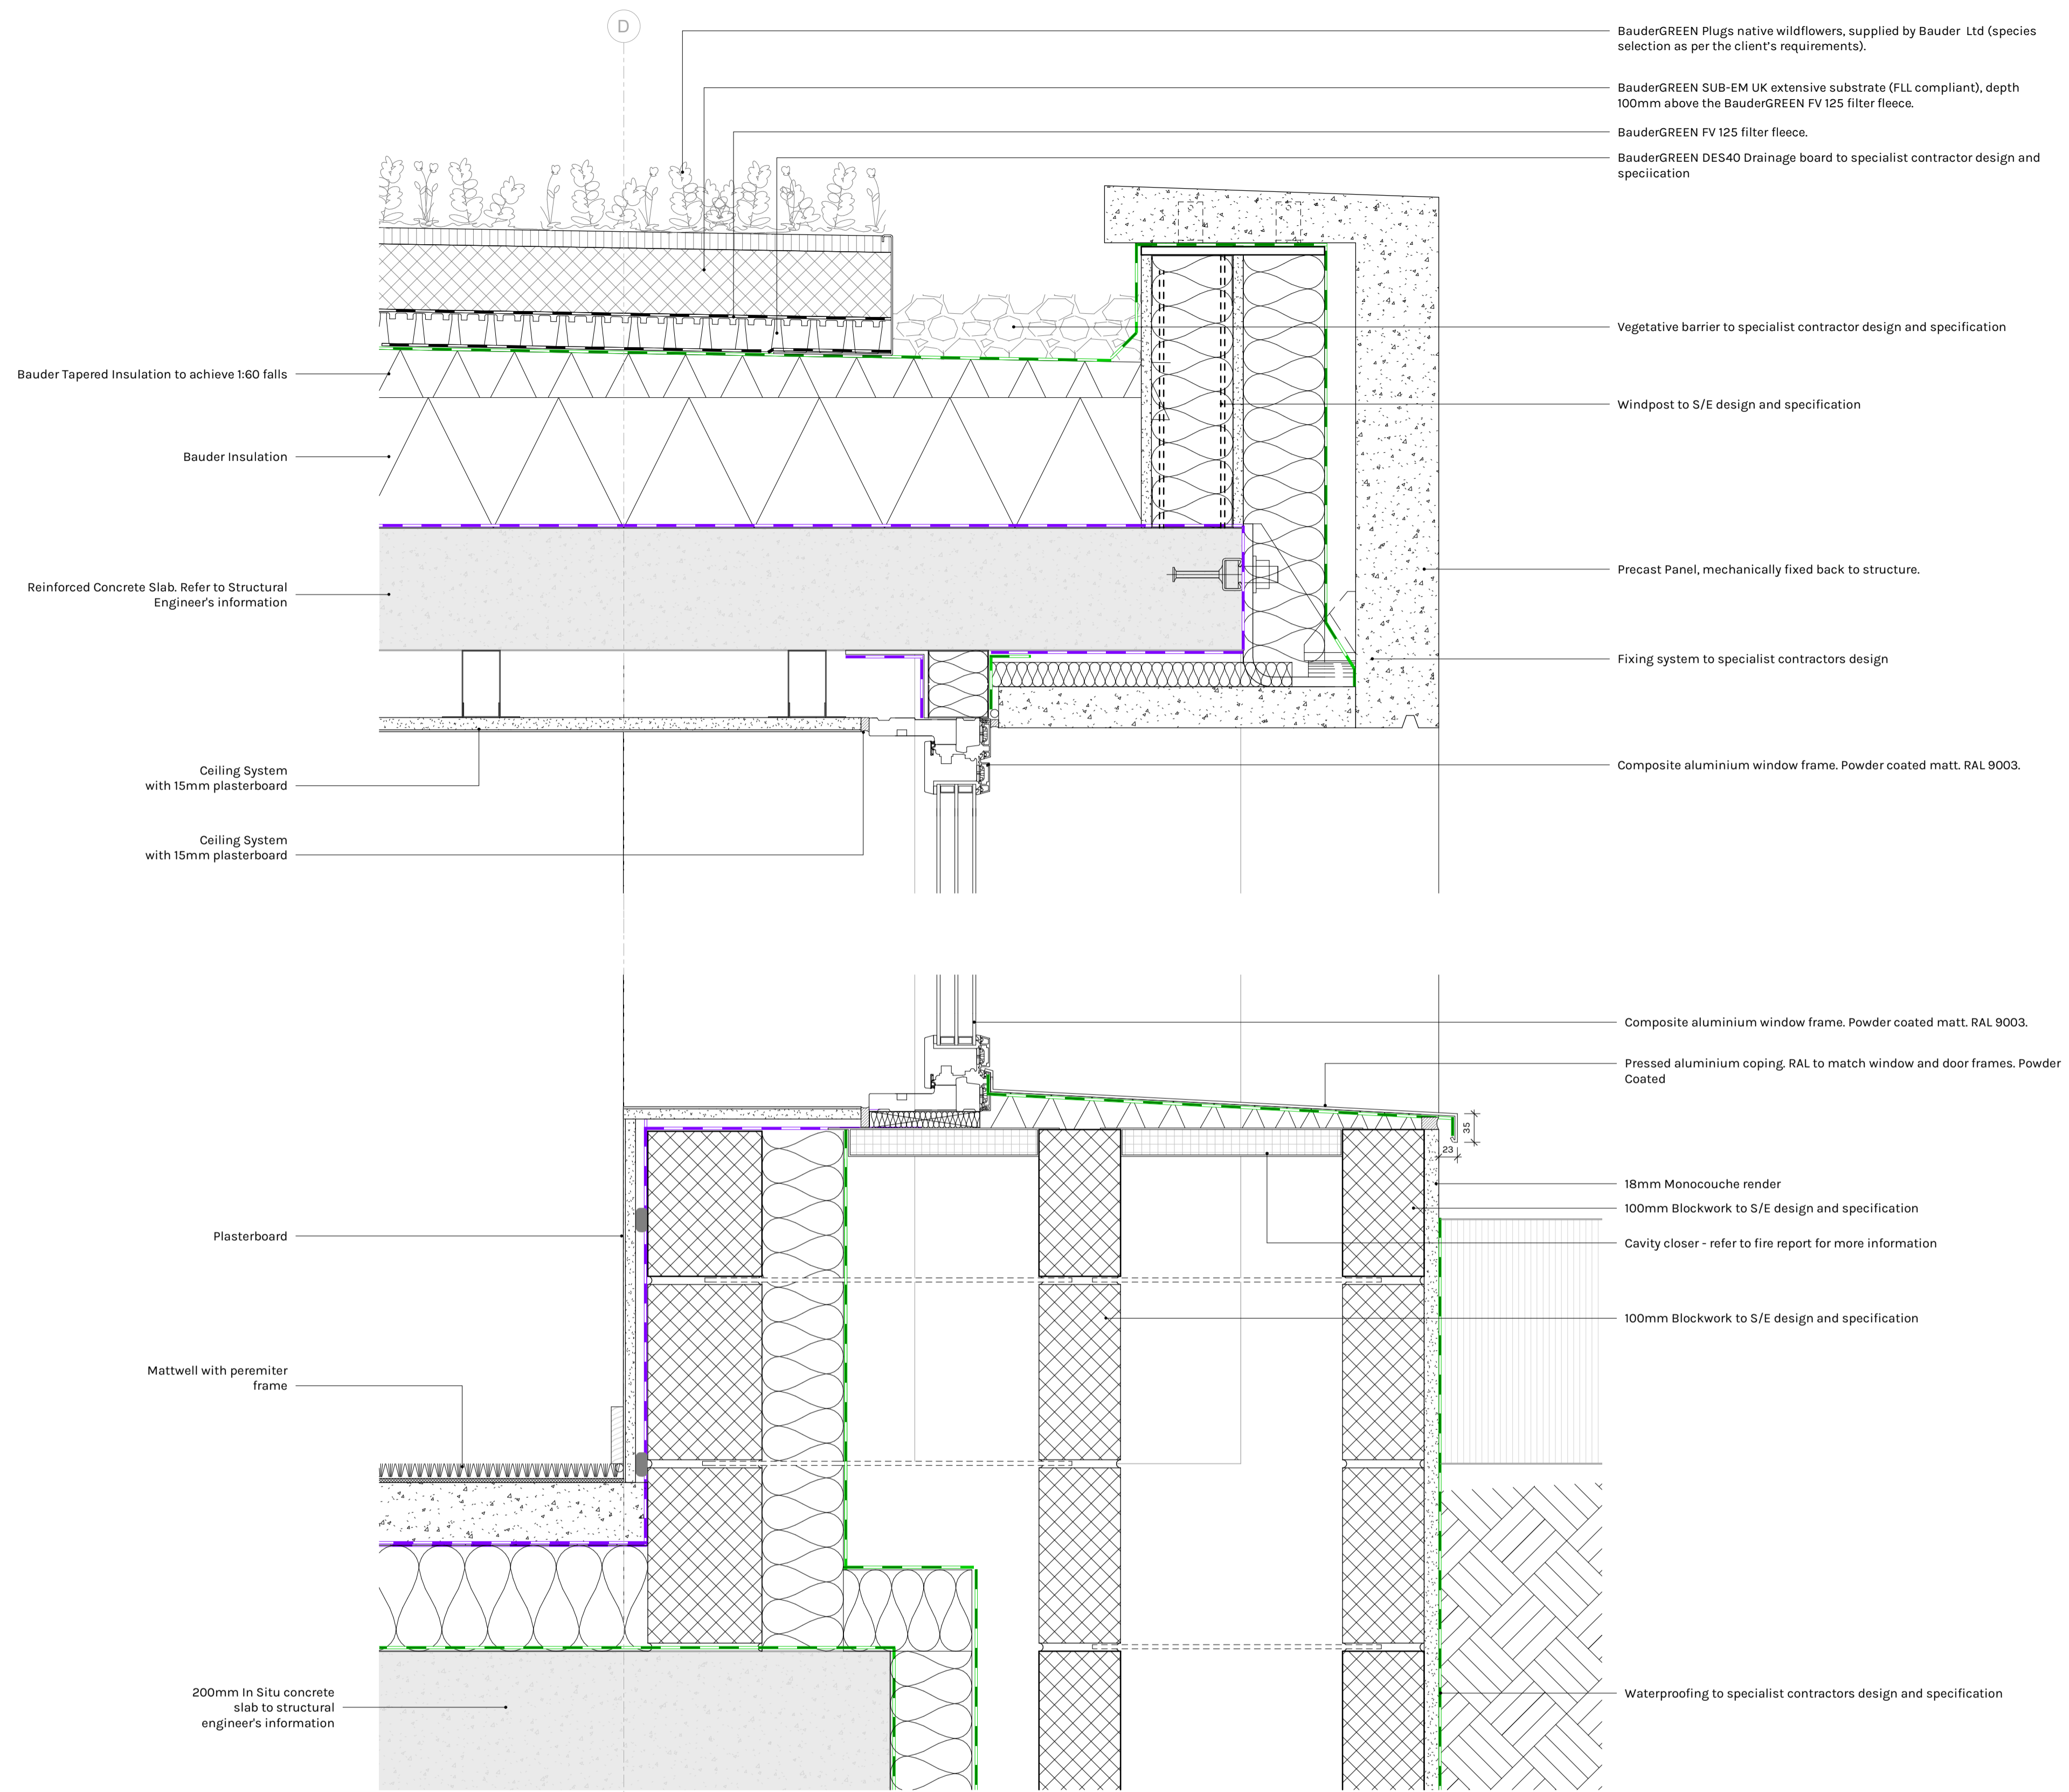 D
BauderGREEN Plugs native wildflowers, supplied by Bauder Ltd (species
selection as per the client's requirements).
BauderGREEN SUB-EM UK extensive substrate (FLL compliant), depth
100mm above the BauderGREEN FV 125 filter fleece.
BauderGREEN FV 125 filter fleece.
BauderGREEN DES40 Drainage board to specialist contractor design and
speciication
Vegetative barrier to specialist contractor design and specification
Bauder Tapered Insulation to achieve 1:60 falls
Windpost to S/E design and specification
Bauder Insulation
Precast Panel, mechanically fixed back to structure.
Reinforced Concrete Slab. Refer to Structural
Engineer's information
Fixing system to specialist contractors design
Composite aluminium window frame. Powder coated matt. RAL 9003.
Ceiling System
with 15mm plasterboard
Ceiling System
with 15mm plasterboard
Composite aluminium window frame. Powder coated matt. RAL 9003.
Pressed aluminium coping. RAL to match window and door frames. Powder
Coated
35
23
18mm Monocouche render
100mm Blockwork to S/E design and specification
Plasterboard
Cavity closer - refer to fire report for more information
100mm Blockwork to S/E design and specification
Mattwell with peremiter
frame
200mm In Situ concrete
slab to structural
engineer's information
Waterproofing to specialist contractors design and specification